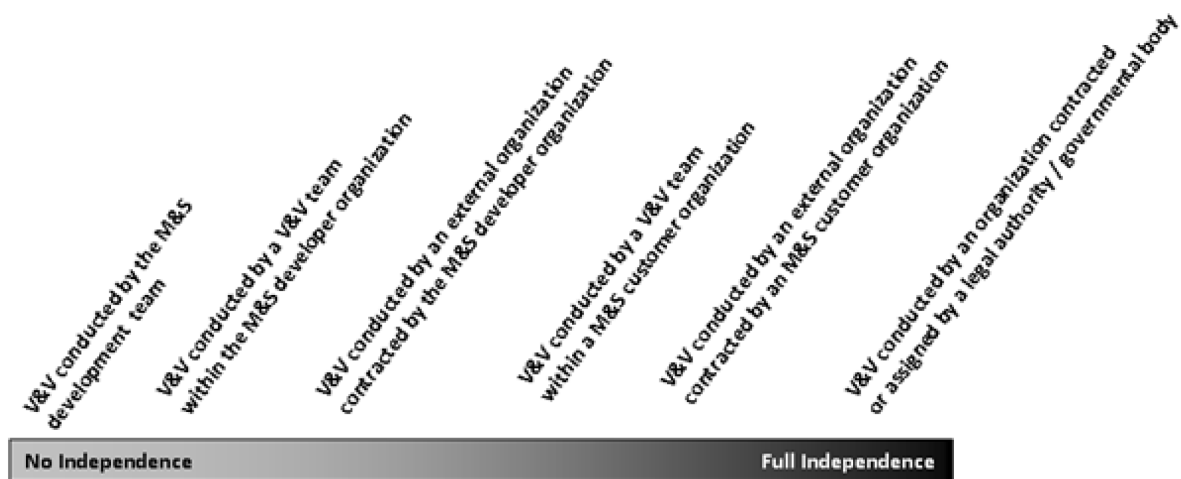 V&V conducted by the M&S
development team
V&V conducted by a V&V team
within the M&S developer organization
V&V conducted by an external organization
contracted by the M&S developer organization
V&V conducted by a V&V team
within a M&S customer organization
V&V conducted by an external organization
contracted by an M&S customer organization
V&V conducted by an organization contracted
or assigned by a legal authority / governmental body
No Independence
Full Independence